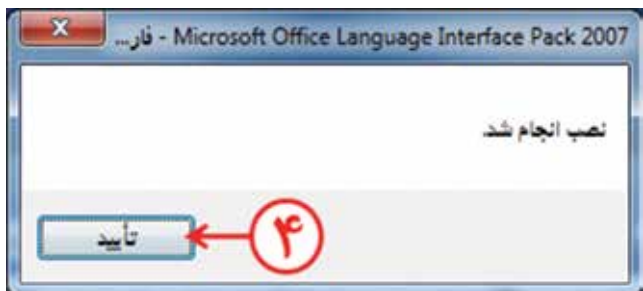 Microsoft Office Language Interface Pack 2007 - فار...
نصب انجام شد.
تأیید
۴